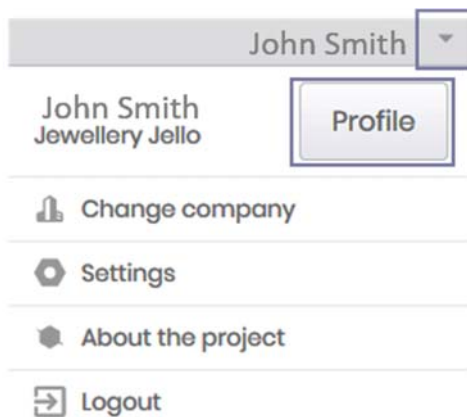 John Smith
John Smith
Jewellery Jello
Profile
Change company
Settings
About the project
Logout